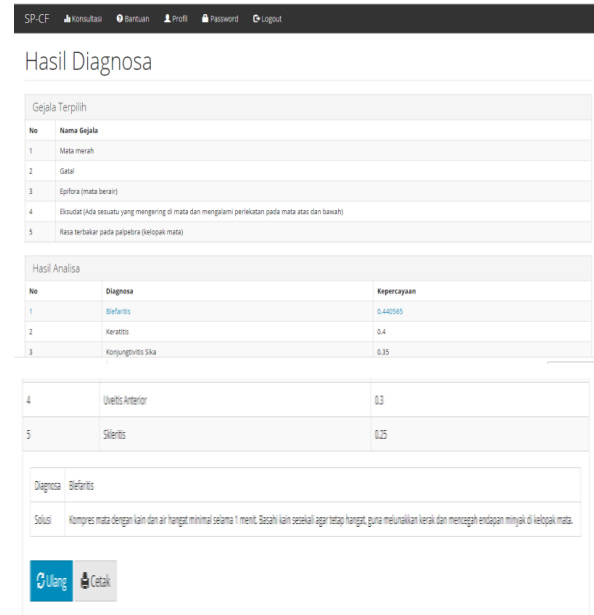 SP-CF Konsultasi Bantuan Profil Password Logout
Hasil Diagnosa
Gejala Terpilih
No Nama Gejala
1 Mata merah
2 Gatal
3 Epifora (mata berair)
4 Eksudat (Ada sesuatu yang mengering di mata dan mengalami perlekatan pada mata atas dan bawah)
5 Rasa terbakar pada palpebra (kelopak mata)
Hasil Analisa
No Diagnosa Kepercayaan
1 Blefaritis 0.440565
2 Keratitis 0.4
3 Konjungtivitis Sika 0.35
4 Uveitis Anterior 0.3
5 Skleritis 0.25
Diagnosa Blefaritis
Solusi Kompres mata dengan kain dan air hangat minimal selama 1 menit. Basahi kain sesekali agar tetap hangat, guna melunakkan kerak dan mencegah endapan minyak di kelopak mata.
Ulang Cetak